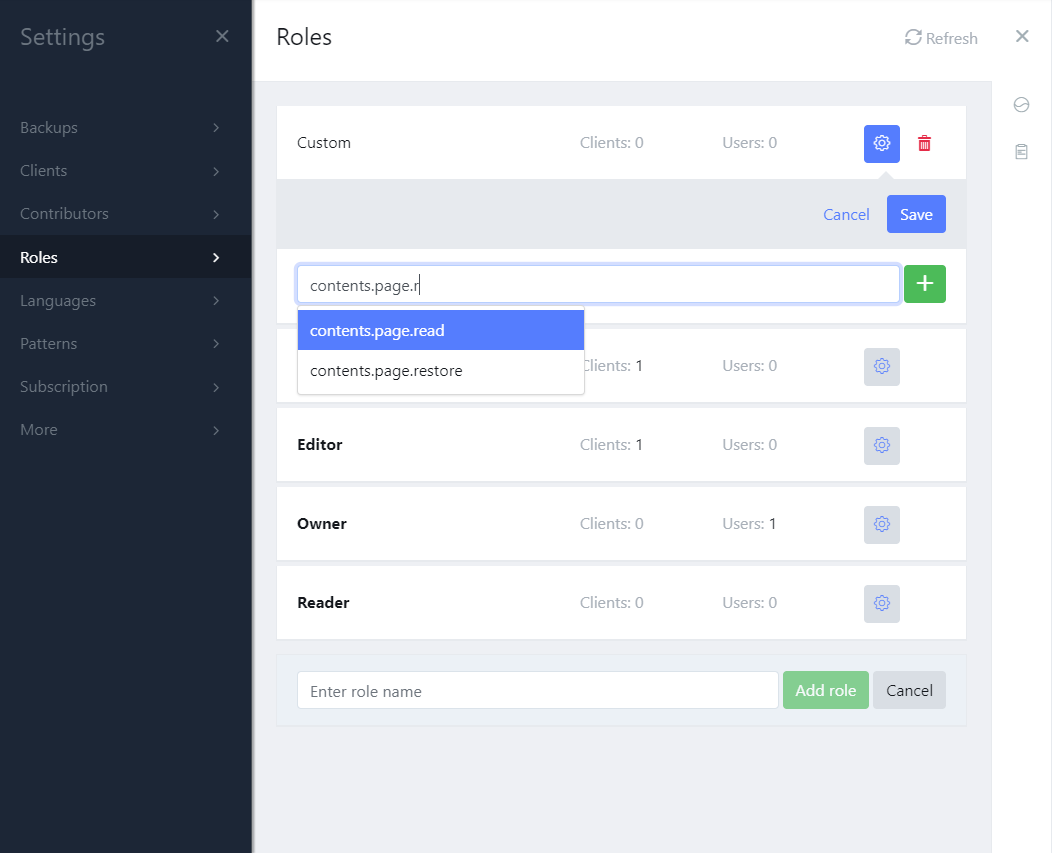 Settings
Backups
Clients
Contributors
Roles
Languages
Patterns
Subscription
More
Roles
Refresh
Custom Clients: 0 Users: 0
Cancel Save
contents.page.r
contents.page.read
contents.page.restore
Clients: 1 Users: 0
Editor Clients: 1 Users: 0
Owner Clients: 0 Users: 1
Reader Clients: 0 Users: 0
Enter role name Add role Cancel